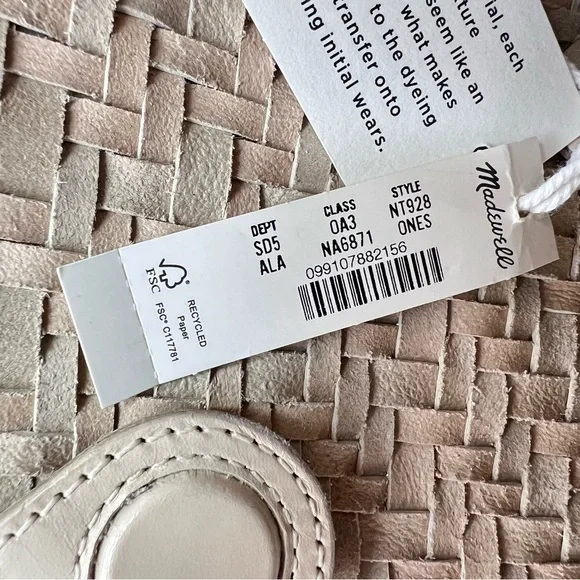 ial, each
ture
seem like an
what makes
to the dyeing
transfer onto
ing initial wears.
Madewell
DEPT CLASS STYLE
SD5 0A3 NT928
ALA NA6871 ONES
099107882156
FSC
FSC® C117781
RECYCLED
Paper